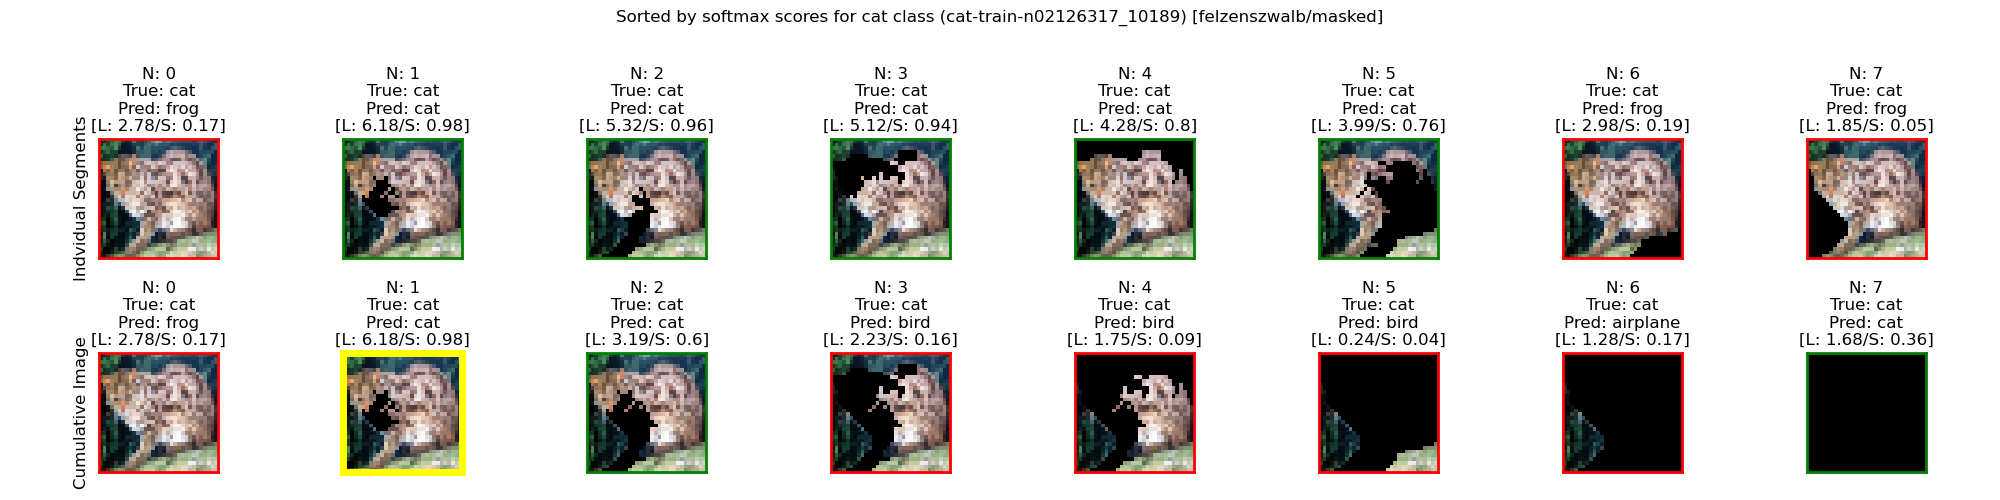 Sorted by softmax scores for cat class (cat-train-n02126317_10189) [felzenszwalb/masked]
Indvidual Segments
N: 0
True: cat
Pred: frog
[L: 2.78/S: 0.17]
N: 1
True: cat
Pred: cat
[L: 6.18/S: 0.98]
N: 2
True: cat
Pred: cat
[L: 5.32/S: 0.96]
N: 3
True: cat
Pred: cat
[L: 5.12/S: 0.94]
N: 4
True: cat
Pred: cat
[L: 4.28/S: 0.8]
N: 5
True: cat
Pred: cat
[L: 3.99/S: 0.76]
N: 6
True: cat
Pred: frog
[L: 2.98/S: 0.19]
N: 7
True: cat
Pred: frog
[L: 1.85/S: 0.05]
Cumulative Image
N: 0
True: cat
Pred: frog
[L: 2.78/S: 0.17]
N: 1
True: cat
Pred: cat
[L: 6.18/S: 0.98]
N: 2
True: cat
Pred: cat
[L: 3.19/S: 0.6]
N: 3
True: cat
Pred: bird
[L: 2.23/S: 0.16]
N: 4
True: cat
Pred: bird
[L: 1.75/S: 0.09]
N: 5
True: cat
Pred: bird
[L: 0.24/S: 0.04]
N: 6
True: cat
Pred: airplane
[L: 1.28/S: 0.17]
N: 7
True: cat
Pred: cat
[L: 1.68/S: 0.36]